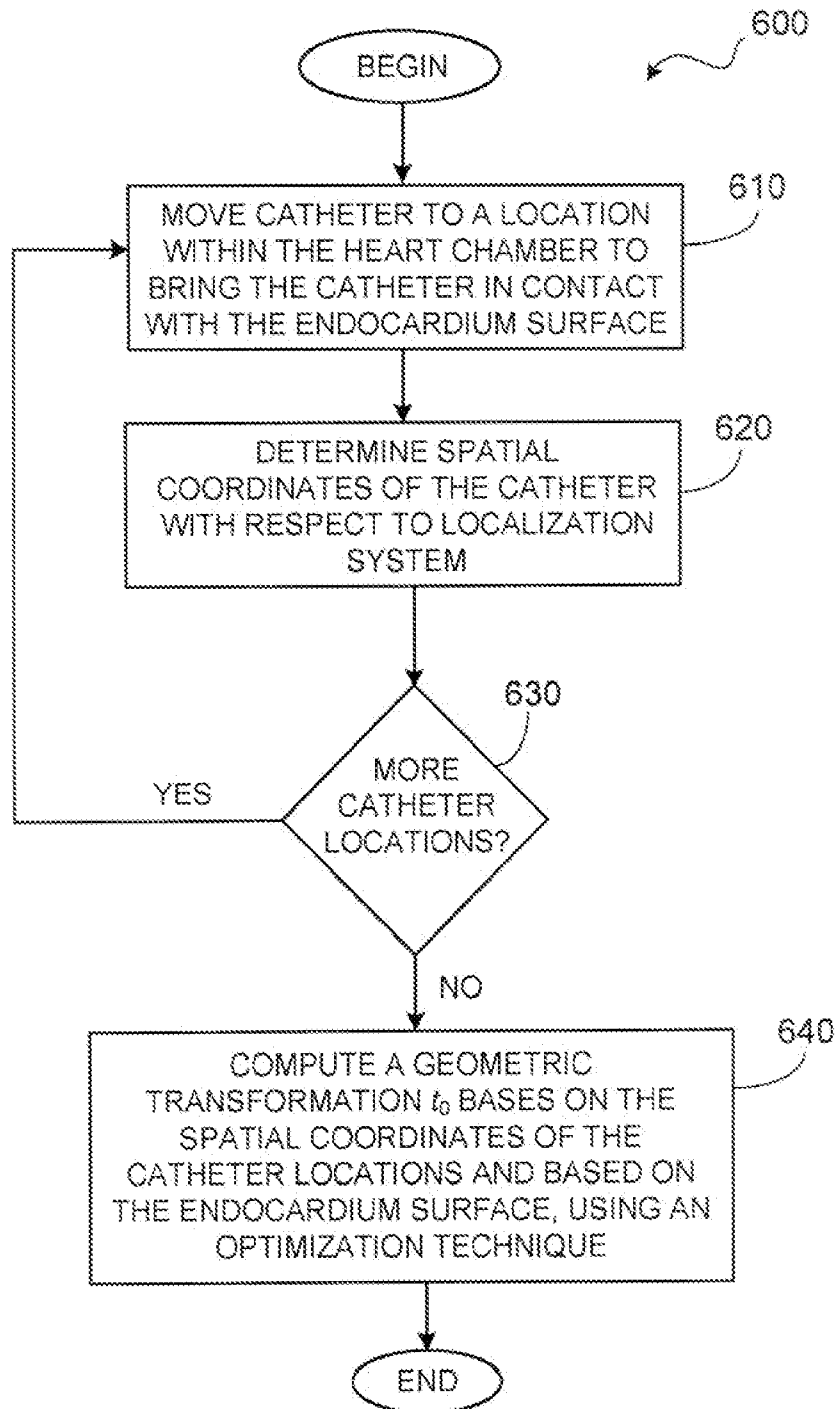 600
BEGIN
610
MOVE CATHETER TO A LOCATION
WITHIN THE HEART CHAMBER TO
BRING THE CATHETER IN CONTACT
WITH THE ENDOCARDIUM SURFACE
620
DETERMINE SPATIAL
COORDINATES OF THE CATHETER
WITH RESPECT TO LOCALIZATION
SYSTEM
630
MORE
CATHETER
LOCATIONS?
YES
NO
640
COMPUTE A GEOMETRIC
TRANSFORMATION t₀ BASES ON THE
SPATIAL COORDINATES OF THE
CATHETER LOCATIONS AND BASED ON
THE ENDOCARDIUM SURFACE, USING AN
OPTIMIZATION TECHNIQUE
END